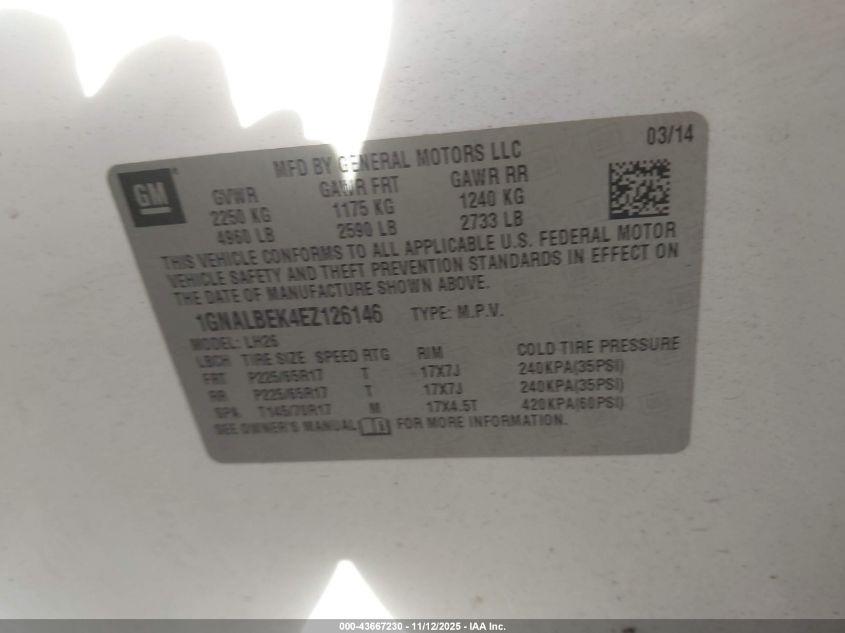 GM®
MFD BY GENERAL MOTORS LLC 03/14
GVWR GAWR FRT GAWR RR
2250 KG 1175 KG 1240 KG
4960 LB 2590 LB 2733 LB
THIS VEHICLE CONFORMS TO ALL APPLICABLE U.S. FEDERAL MOTOR
VEHICLE SAFETY AND THEFT PREVENTION STANDARDS IN EFFECT ON
THE DATE OF MANUFACTURE SHOWN ABOVE.
1GNALBEK4EZ126146 TYPE: M.P.V.
MODEL: LH26
LBCH TIRE SIZE SPEED RTG RIM COLD TIRE PRESSURE
FRT P225/65R17 T 17X7J 240KPA(35PSI)
RR P225/65R17 T 17X7J 240KPA(35PSI)
SPA T145/70R17 M 17X4.5T 420KPA(60PSI)
SEE OWNER'S MANUAL FOR MORE INFORMATION.
000-43667230 - 11/12/2025 - IAA Inc.